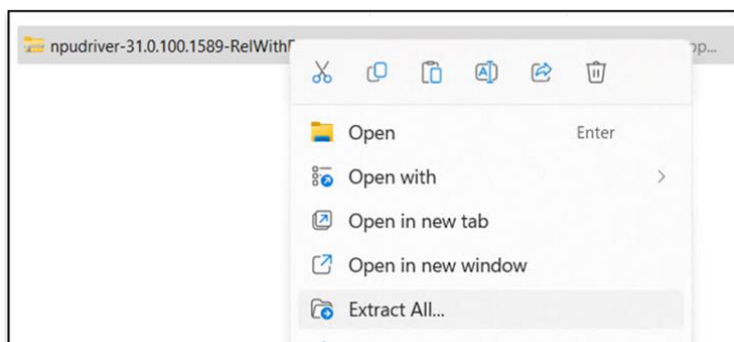 npudriver-31.0.100.1589-RelWith
op...
Open Enter
Open with
Open in new tab
Open in new window
Extract All...